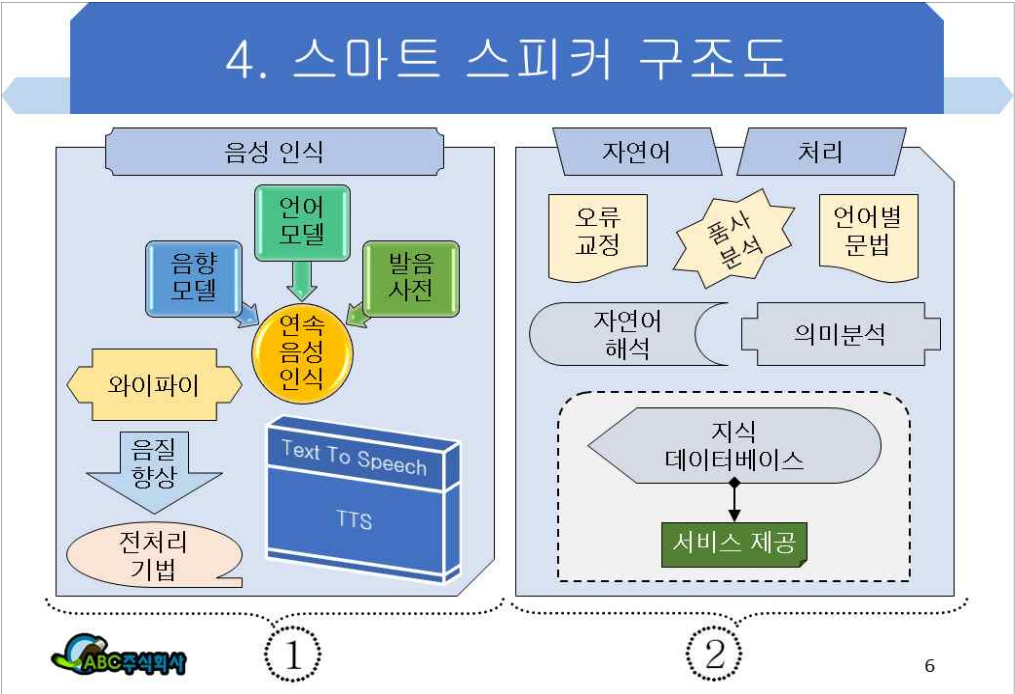 4. 스마트 스피커 구조도
음성 인식
언어
모델
음향
모델
발음
사전
연속
음성
인식
와이파이
음질
향상
전처리
기법
Text To Speech
TTS
①
자연어
처리
오류
교정
품사
분석
언어별
문법
자연어
해석
의미분석
지식
데이터베이스
서비스 제공
②
ABC주식회사
6